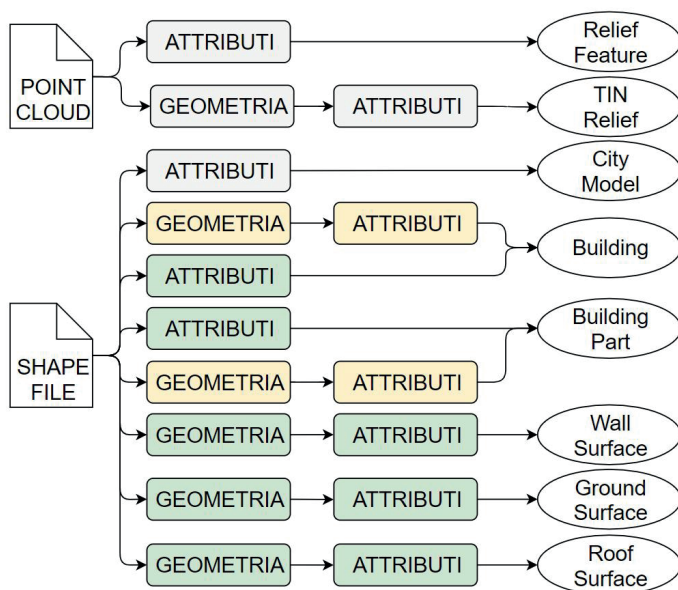 POINT
CLOUD
ATTRIBUTI
Relief
Feature
GEOMETRIA
ATTRIBUTI
TIN
Relief
SHAPE
FILE
ATTRIBUTI
City
Model
GEOMETRIA
ATTRIBUTI
ATTRIBUTI
Building
ATTRIBUTI
GEOMETRIA
ATTRIBUTI
Building
Part
GEOMETRIA
ATTRIBUTI
Wall
Surface
GEOMETRIA
ATTRIBUTI
Ground
Surface
GEOMETRIA
ATTRIBUTI
Roof
Surface